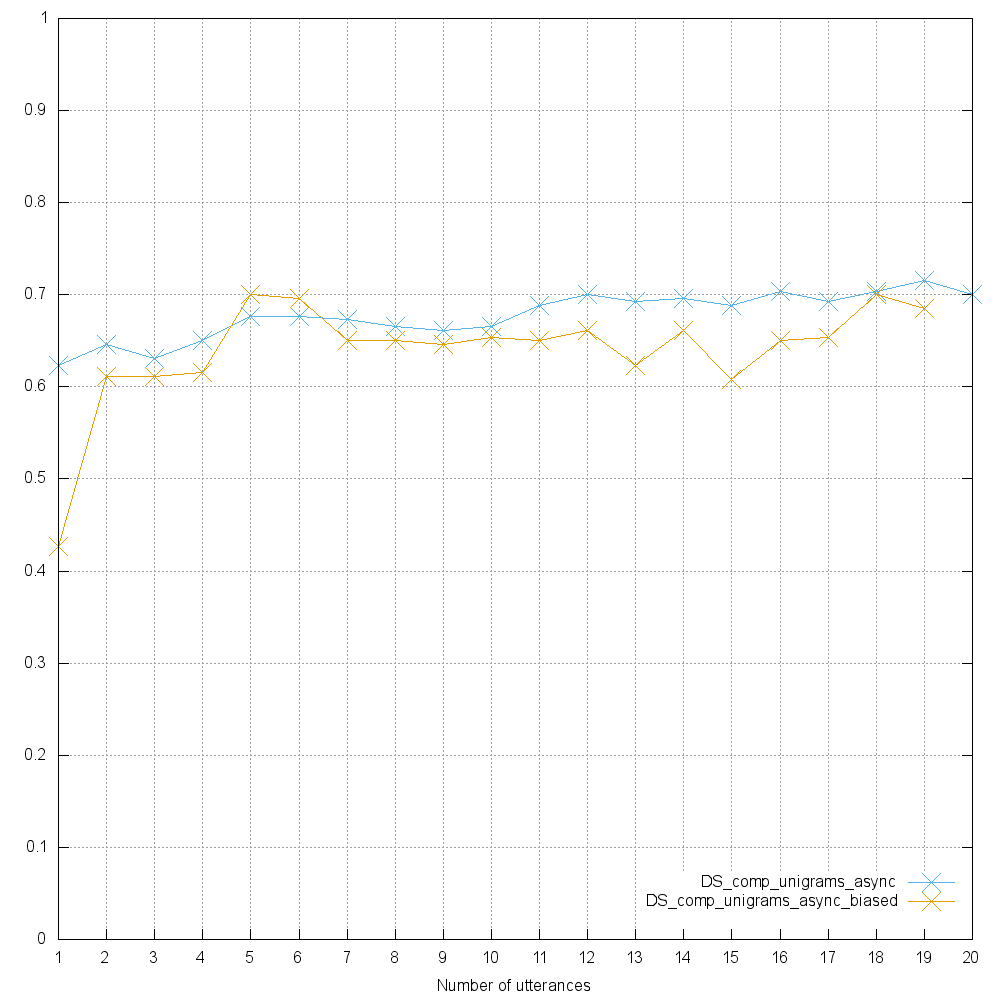 1
0.9
0.8
0.7
0.6
0.5
0.4
0.3
0.2
0.1
0
DS_comp_unigrams_async
DS_comp_unigrams_async_biased
1 2 3 4 5 6 7 8 9 10 11 12 13 14 15 16 17 18 19 20
Number of utterances